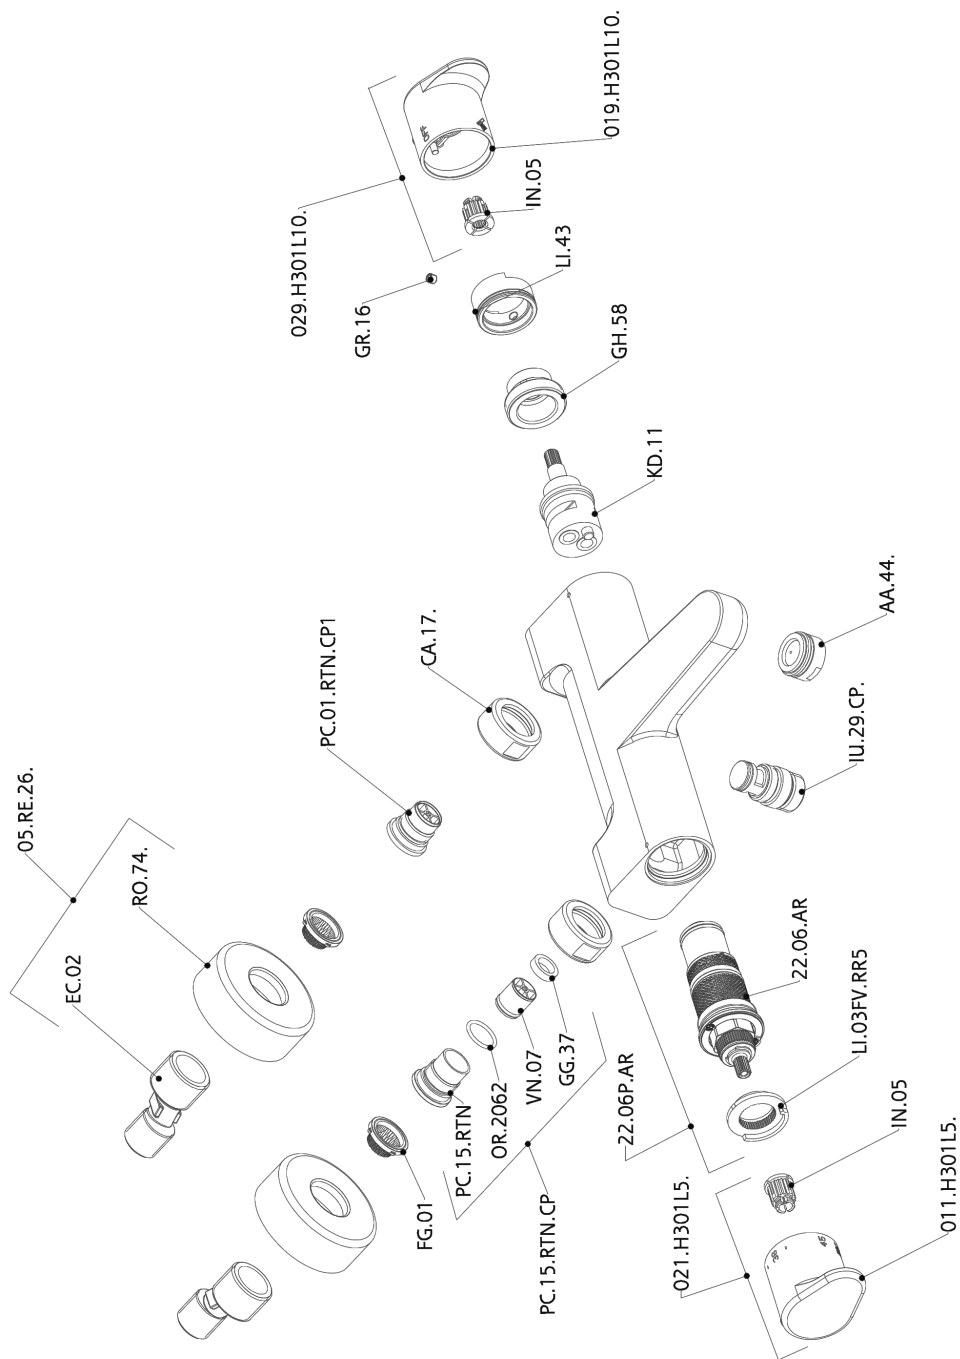 019.H301L10.
IN.05
029.H301L10.
LI.43
GR.16
GH.58
KD.11
AA.44.
CA.17.
PC.01.RTN.CP1
IU.29.CP.
05.RE.26.
RO.74.
EC.02
22.06.AR
LI.03FV.RR5
GG.37
VN.07
OR.2062
PC.15.RTN
22.06P.AR
IN.05
FG.01
PC.15.RTN.CP
021.H301L5.
011.H301L5.
OFF
38
45